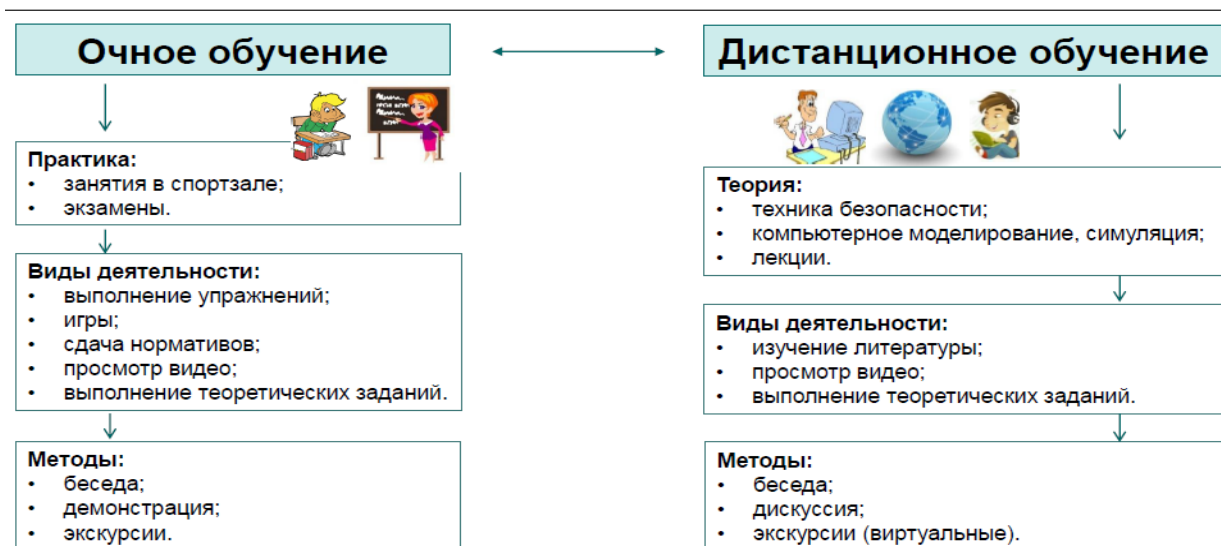 Очное обучение
Практика:
• занятия в спортзале;
• экзамены.
Виды деятельности:
• выполнение упражнений;
• игры;
• сдача нормативов;
• просмотр видео;
• выполнение теоретических заданий.
Методы:
• беседа;
• демонстрация;
• экскурсии.
Дистанционное обучение
Теория:
• техника безопасности;
• компьютерное моделирование, симуляция;
• лекции.
Виды деятельности:
• изучение литературы;
• просмотр видео;
• выполнение теоретических заданий.
Методы:
• беседа;
• дискуссия;
• экскурсии (виртуальные).